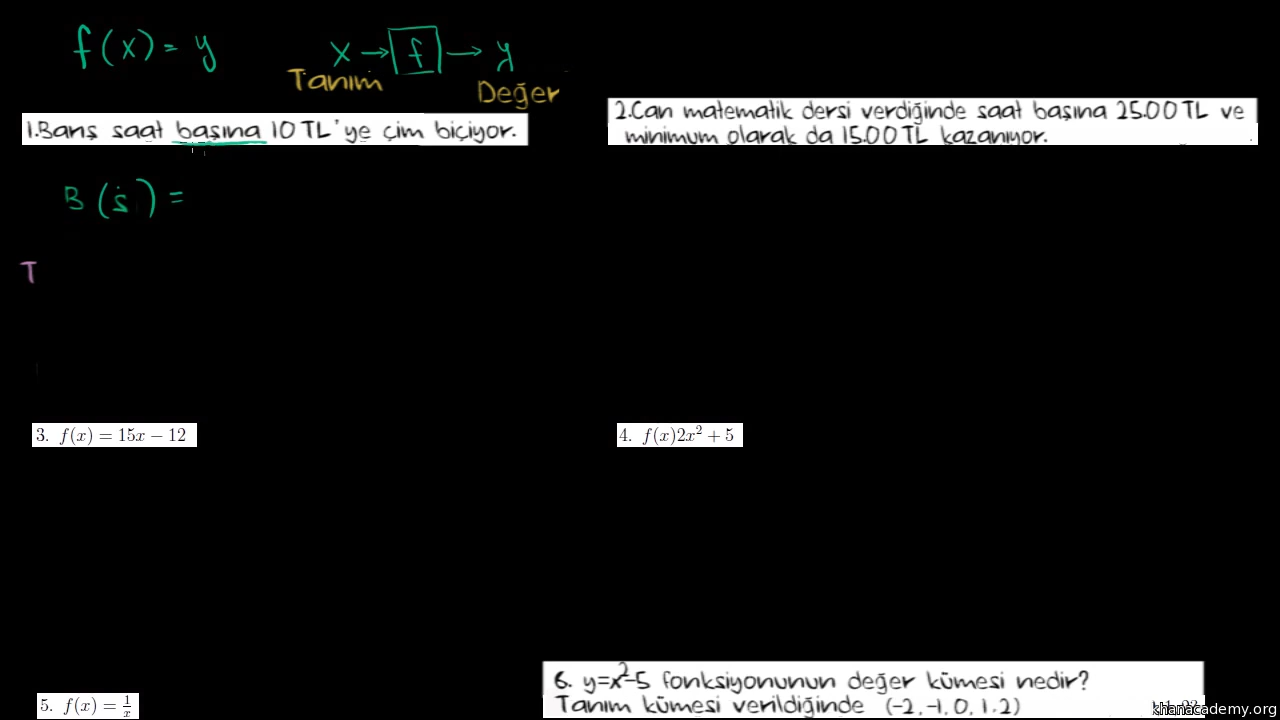 f(x) = y
x → f → y
Tanım
Değer
1.Barış saat başına 10 TL'ye çim biçiyor.
2.Can matematik dersi verdiğinde saat başına 25.00 TL ve
minimum olarak da 15.00 TL kazanıyor.
B (s) =
T
3. f(x) = 15x − 12
4. f(x)2x² + 5
5. f(x) = 1/x
6. y=x²-5 fonksiyonunun değer kümesi nedir?
Tanım kümesi verildiğinde (-2,-1, 0, 1, 2)
khanacademy.org